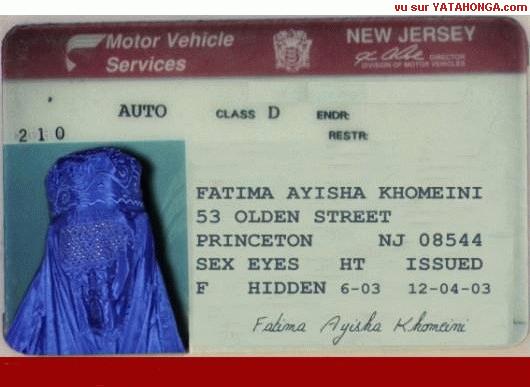 vu sur YATAHONGA.com
Motor Vehicle Services
NEW JERSEY
DIRECTOR
DIVISION OF MOTOR VEHICLES
AUTO CLASS D ENDR:
RESTR:
210
FATIMA AYISHA KHOMEINI
53 OLDEN STREET
PRINCETON NJ 08544
SEX EYES HT ISSUED
F HIDDEN 6-03 12-04-03
Fatima Ayisha Khomeini